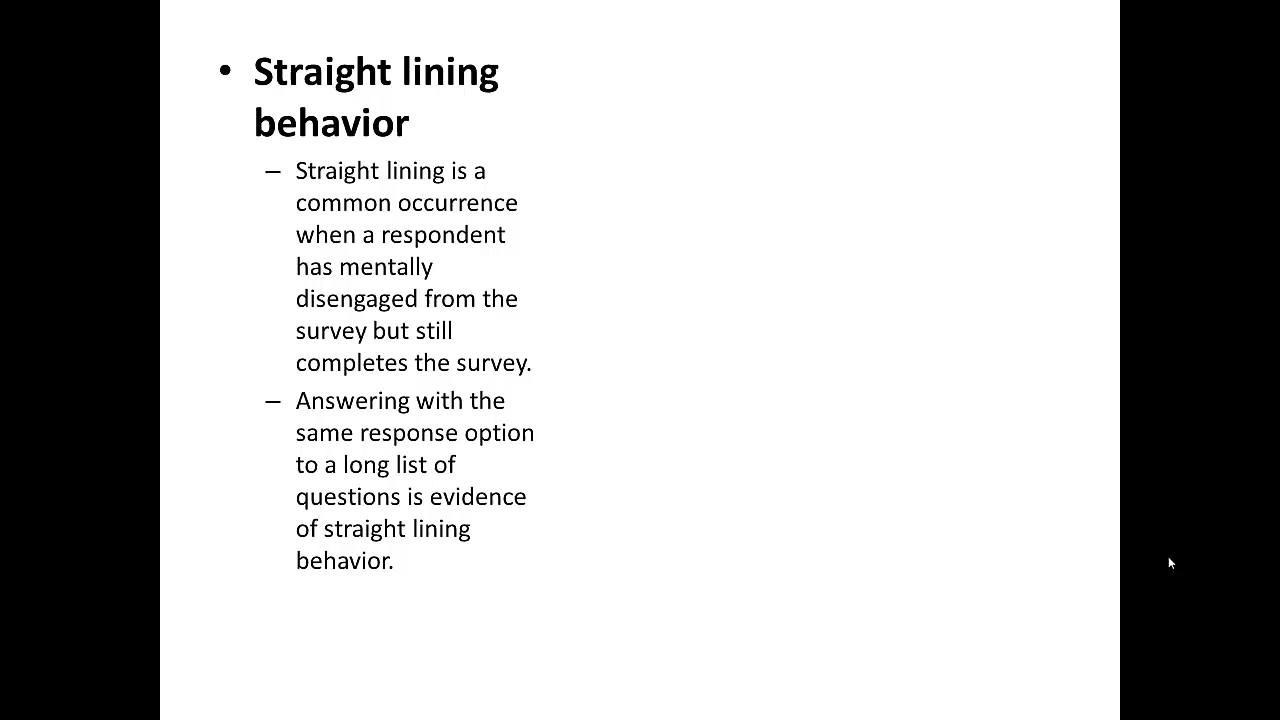 • Straight lining
behavior
– Straight lining is a
common occurrence
when a respondent
has mentally
disengaged from the
survey but still
completes the survey.
– Answering with the
same response option
to a long list of
questions is evidence
of straight lining
behavior.